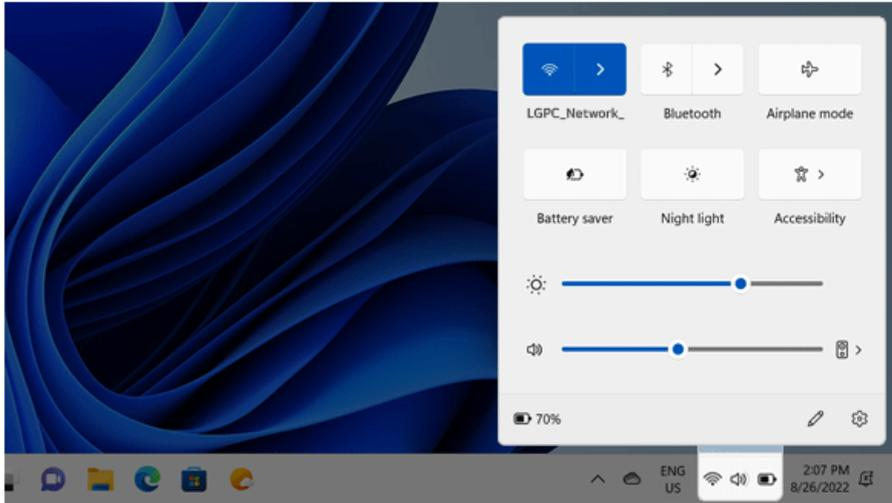 LGPC_Network_
Bluetooth
Airplane mode
Battery saver
Night light
Accessibility
70%
ENG
US
2:07 PM
8/26/2022